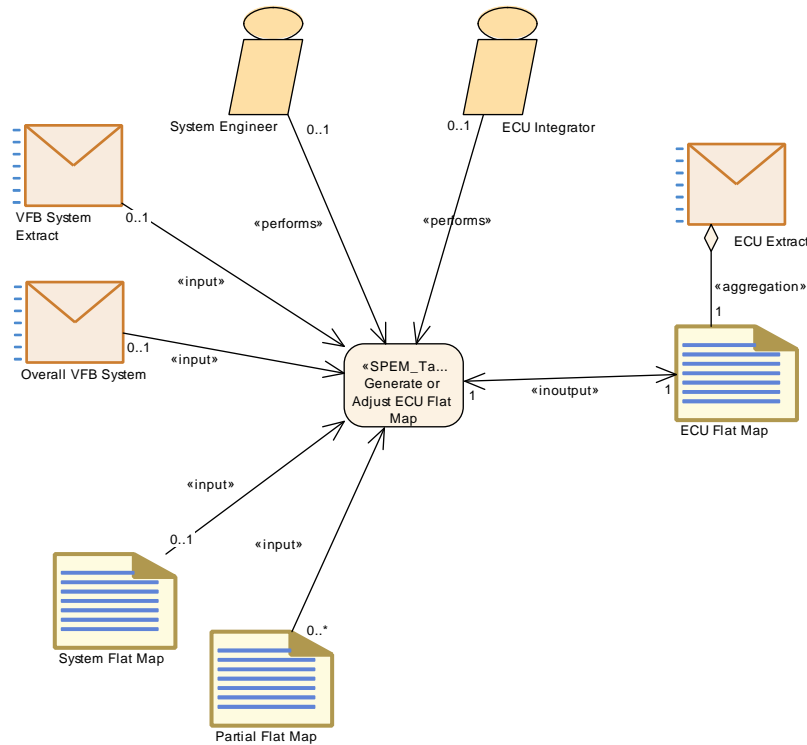 System Engineer
0..1
0..1
ECU Integrator
VFB System
Extract
0..1
«performs»
«performs»
ECU Extract
«input»
«aggregation»
1
Overall VFB System
0..1
«input»
«SPEM_Ta...
Generate or
Adjust ECU Flat
Map
1
«inoutput»
1
ECU Flat Map
«input»
0..1
«input»
System Flat Map
0..*
Partial Flat Map